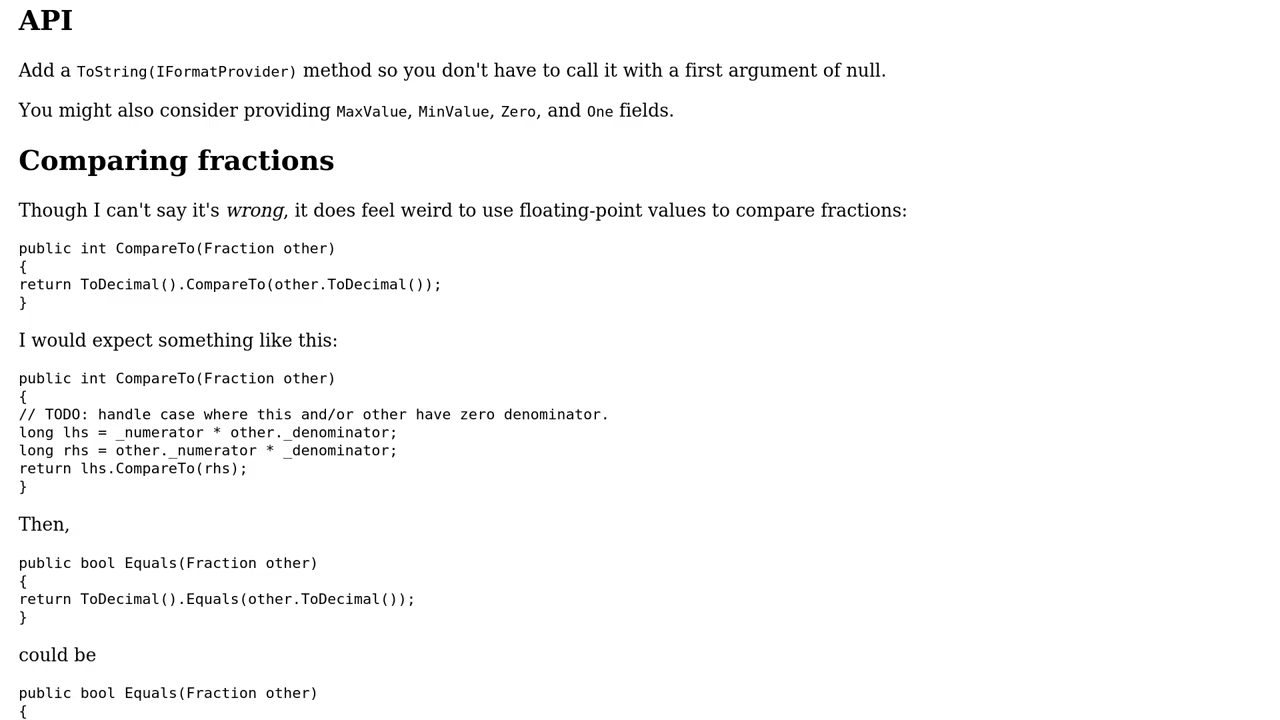 API
Add a ToString(IFormatProvider) method so you don't have to call it with a first argument of null.
You might also consider providing MaxValue, MinValue, Zero, and One fields.
Comparing fractions
Though I can't say it's wrong, it does feel weird to use floating-point values to compare fractions:
public int CompareTo(Fraction other)
{
return ToDecimal().CompareTo(other.ToDecimal());
}
I would expect something like this:
public int CompareTo(Fraction other)
{
// TODO: handle case where this and/or other have zero denominator.
long lhs = _numerator * other._denominator;
long rhs = other._numerator * _denominator;
return lhs.CompareTo(rhs);
}
Then,
public bool Equals(Fraction other)
{
return ToDecimal().Equals(other.ToDecimal());
}
could be
public bool Equals(Fraction other)
{